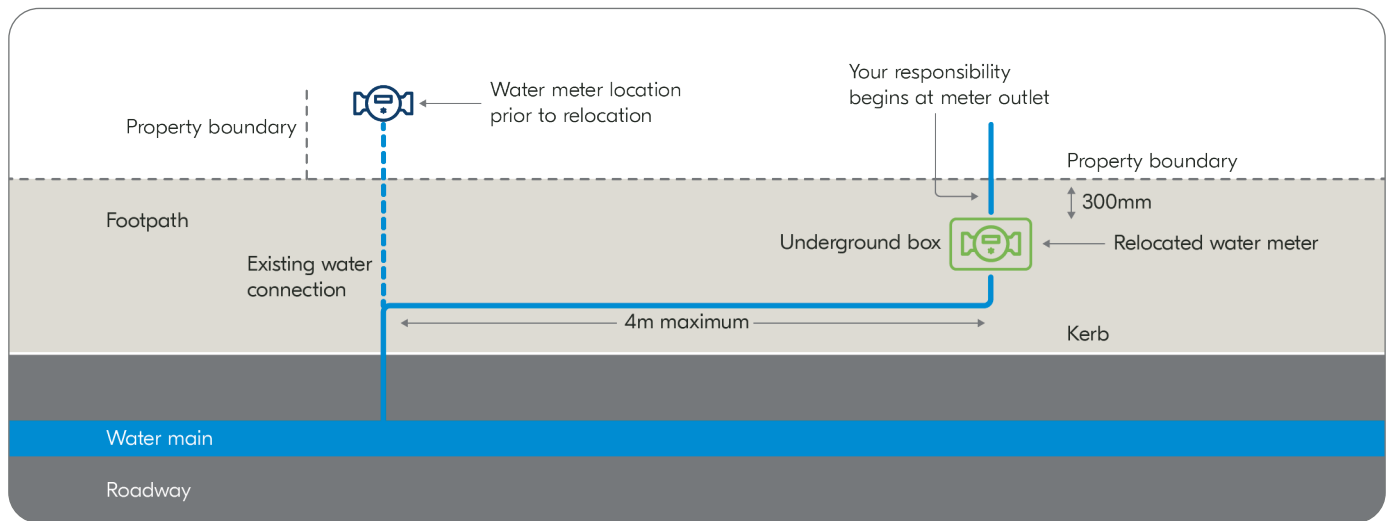 Your responsibility
begins at meter outlet
Water meter location
prior to relocation
Property boundary
Property boundary
300mm
Footpath
Underground box
Relocated water meter
Existing water
connection
4m maximum
Kerb
Water main
Roadway